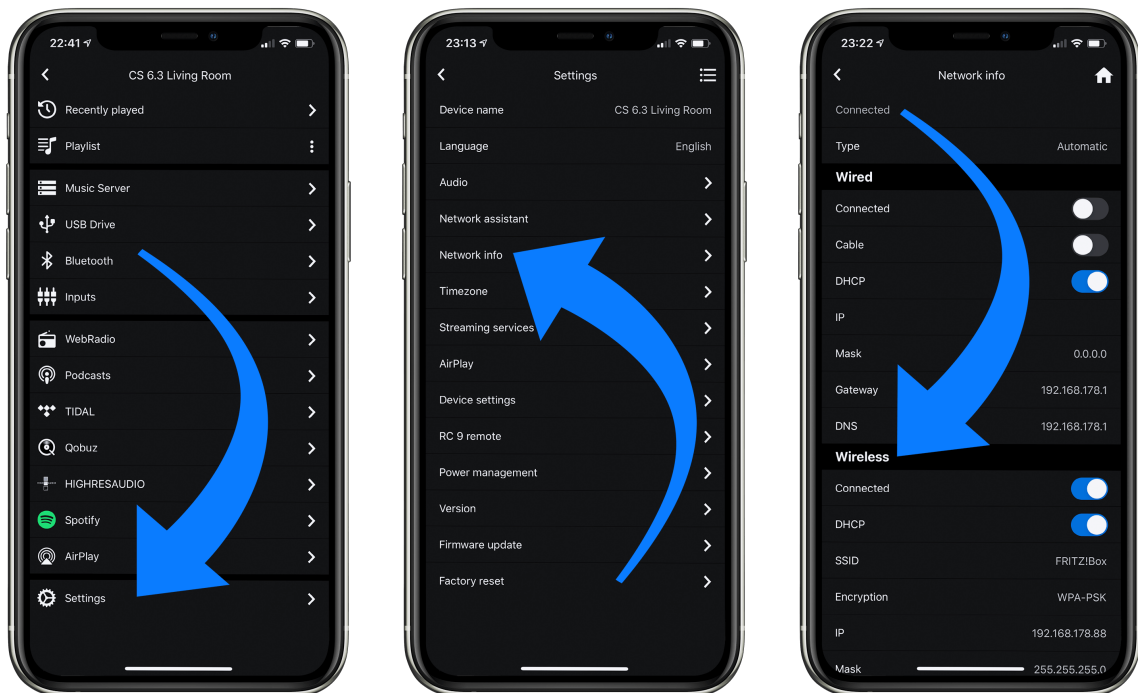 22:41
CS 6.3 Living Room
Recently played
Playlist
Music Server
USB Drive
Bluetooth
Inputs
WebRadio
Podcasts
TIDAL
Qobuz
HIGHRESAUDIO
Spotify
AirPlay
Settings
23:13
Settings
Device name CS 6.3 Living Room
Language English
Audio
Network assistant
Network info
Timezone
Streaming services
AirPlay
Device settings
RC 9 remote
Power management
Version
Firmware update
Factory reset
23:22
Network info
Connected
Type Automatic
Wired
Connected
Cable
DHCP
IP
Mask 0.0.0.0
Gateway 192.168.178.1
DNS 192.168.178.1
Wireless
Connected
DHCP
SSID FRITZ!Box
Encryption WPA-PSK
IP 192.168.178.88
Mask 255.255.255.0